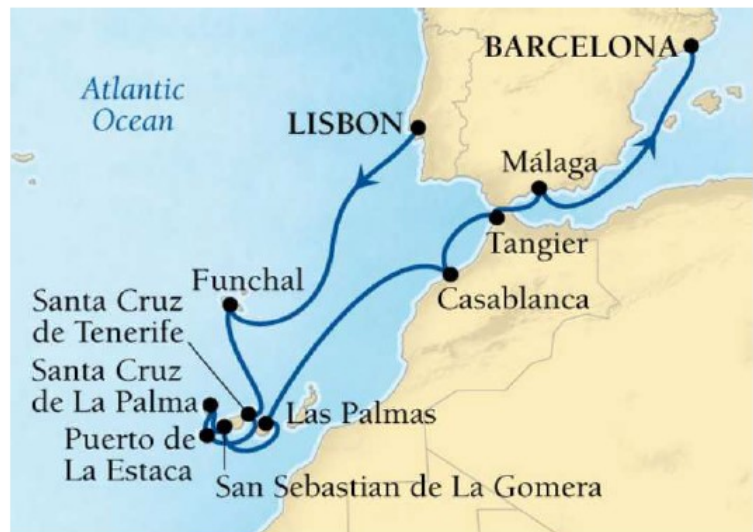 BARCELONA
Atlantic
Ocean
LISBON
Málaga
Tangier
Funchal
Casablanca
Santa Cruz
de Tenerife
Santa Cruz
de La Palma
Las Palmas
Puerto de
La Estaca
San Sebastian de La Gomera